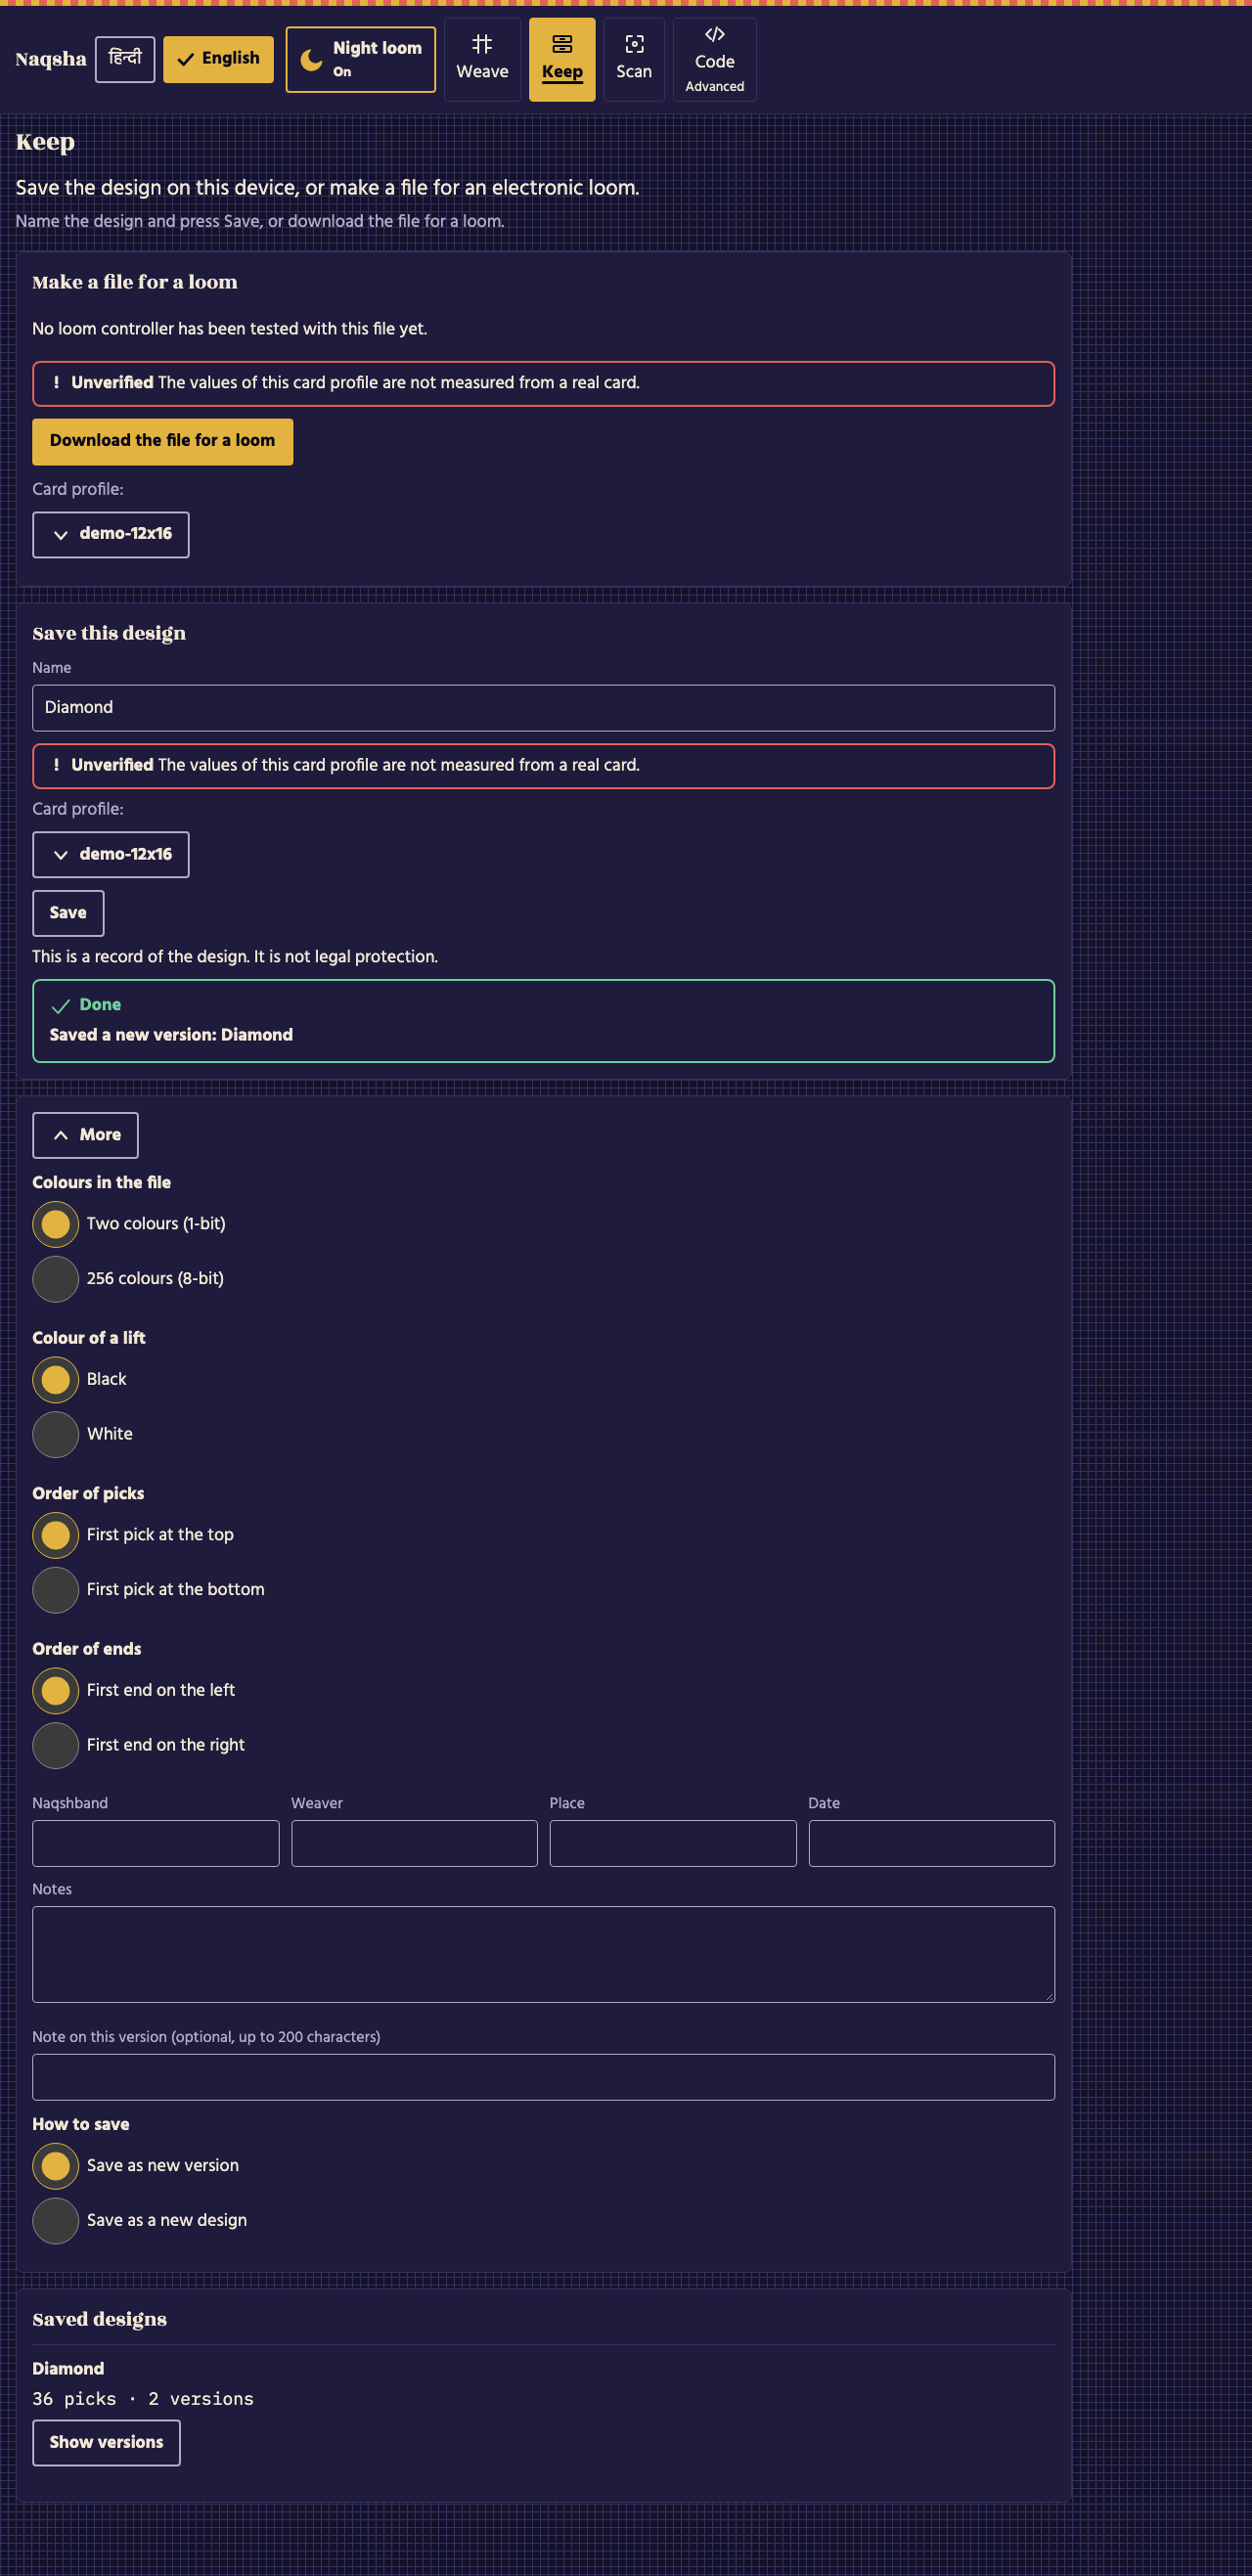 Naqsha
हिन्दी
English
Night loom
On
Weave
Keep
Scan
Code
Advanced
Keep
Save the design on this device, or make a file for an electronic loom.
Name the design and press Save, or download the file for a loom.
Make a file for a loom
No loom controller has been tested with this file yet.
! Unverified The values of this card profile are not measured from a real card.
Download the file for a loom
Card profile:
demo-12x16
Save this design
Name
Diamond
! Unverified The values of this card profile are not measured from a real card.
Card profile:
demo-12x16
Save
This is a record of the design. It is not legal protection.
Done
Saved a new version: Diamond
More
Colours in the file
Two colours (1-bit)
256 colours (8-bit)
Colour of a lift
Black
White
Order of picks
First pick at the top
First pick at the bottom
Order of ends
First end on the left
First end on the right
Naqshband Weaver Place Date
Notes
Note on this version (optional, up to 200 characters)
How to save
Save as new version
Save as a new design
Saved designs
Diamond
36 picks · 2 versions
Show versions